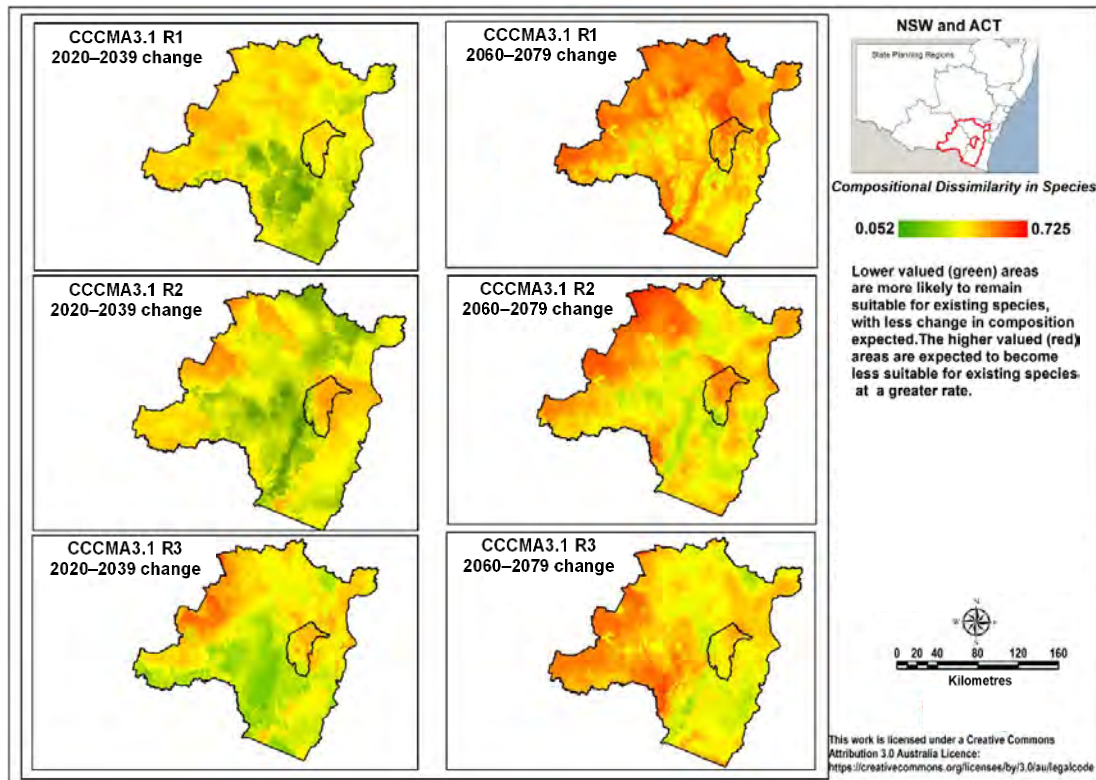 CCCMA3.1 R1
2020–2039 change
CCCMA3.1 R1
2060–2079 change
CCCMA3.1 R2
2020–2039 change
CCCMA3.1 R2
2060–2079 change
CCCMA3.1 R3
2020–2039 change
CCCMA3.1 R3
2060–2079 change
NSW and ACT
State Planning Regions
Compositional Dissimilarity in Species
0.052 0.725
Lower valued (green) areas
are more likely to remain
suitable for existing species,
with less change in composition
expected.The higher valued (red)
areas are expected to become
less suitable for existing species
at a greater rate.
N
W E
S
0 20 40 80 120 160
Kilometres
This work is licensed under a Creative Commons
Attribution 3.0 Australia Licence:
https://creativecommons.org/licenses/by/3.0/au/legalcode